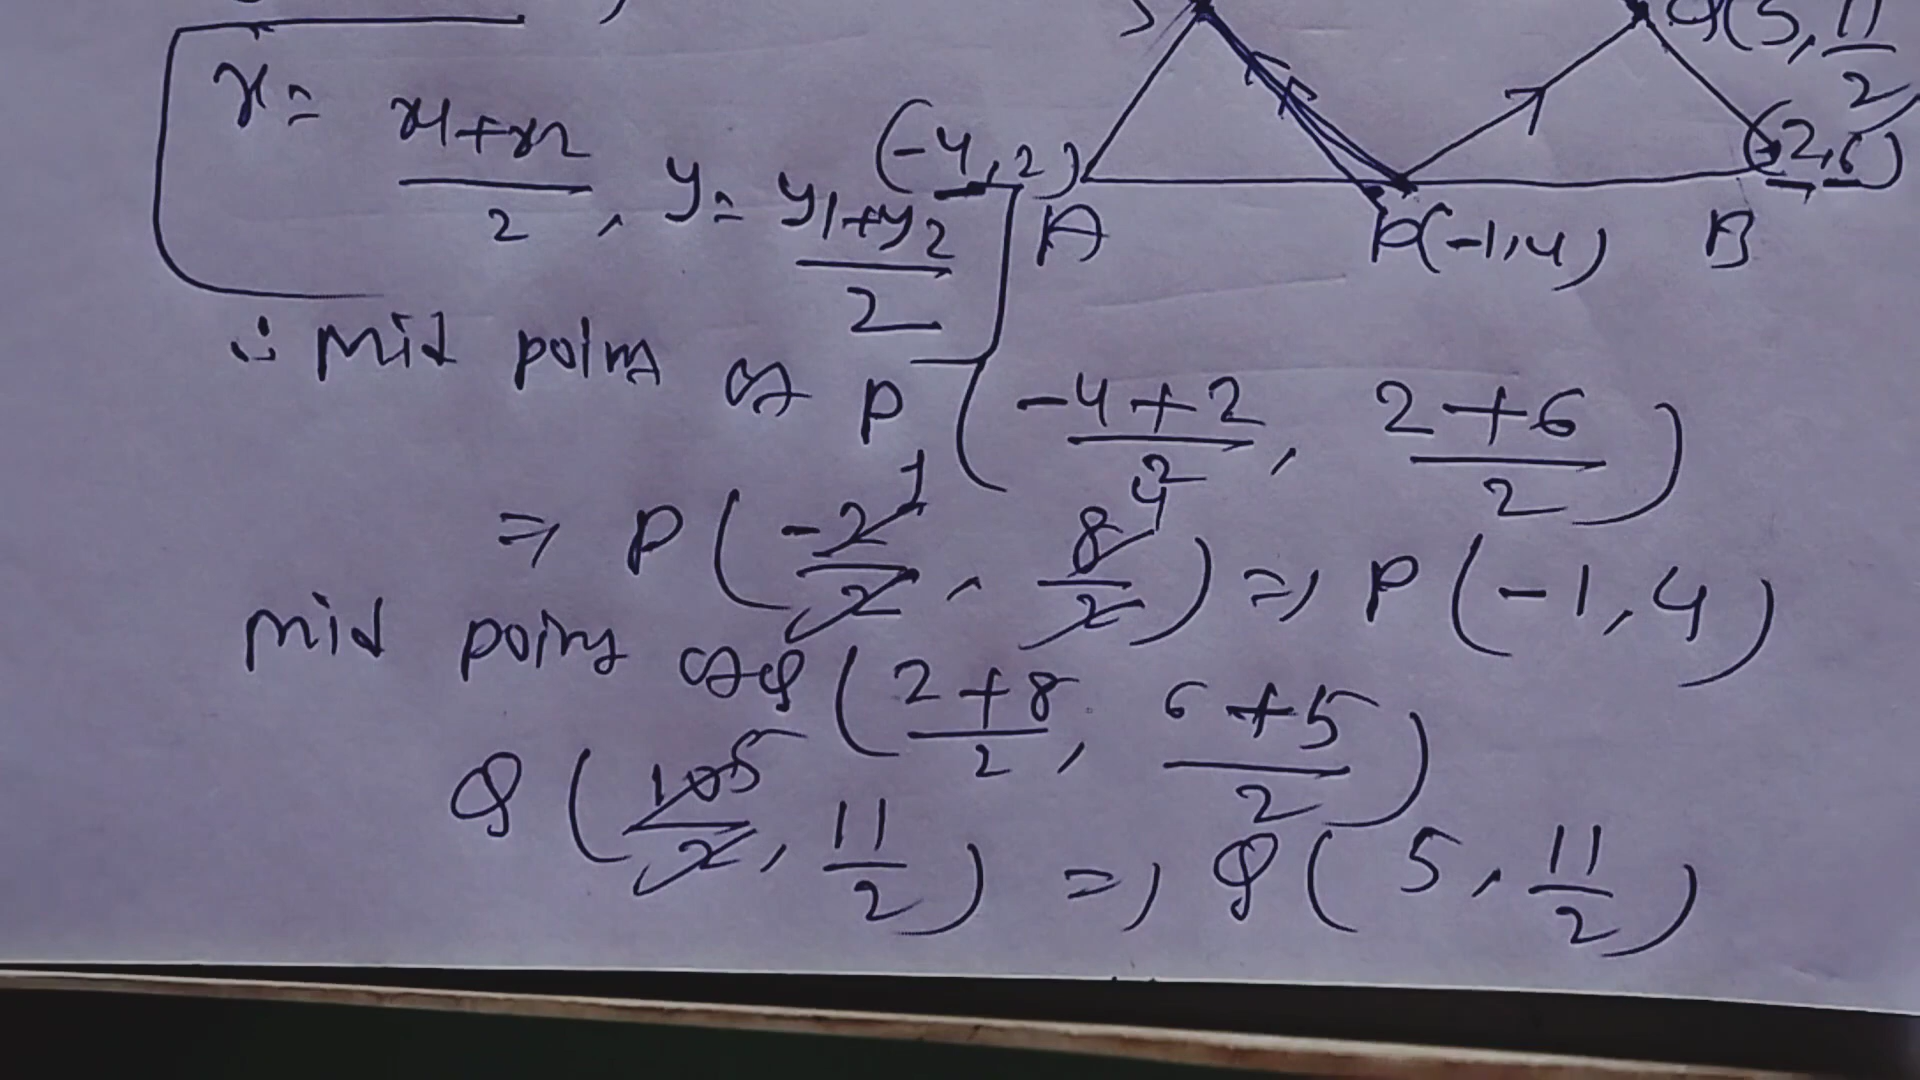 x = x1+x2/2, y = y1+y2/2
(-4,2) A P(-1,4) B (2,6) Q(5,11/2)
∴ Mid point of P (-4+2/2, 2+6/2)
=> P(-2/2, 8/2) => P(-1,4)
mid point of Q (2+8/2, 6+5/2)
Q(10/2, 11/2) => Q(5, 11/2)